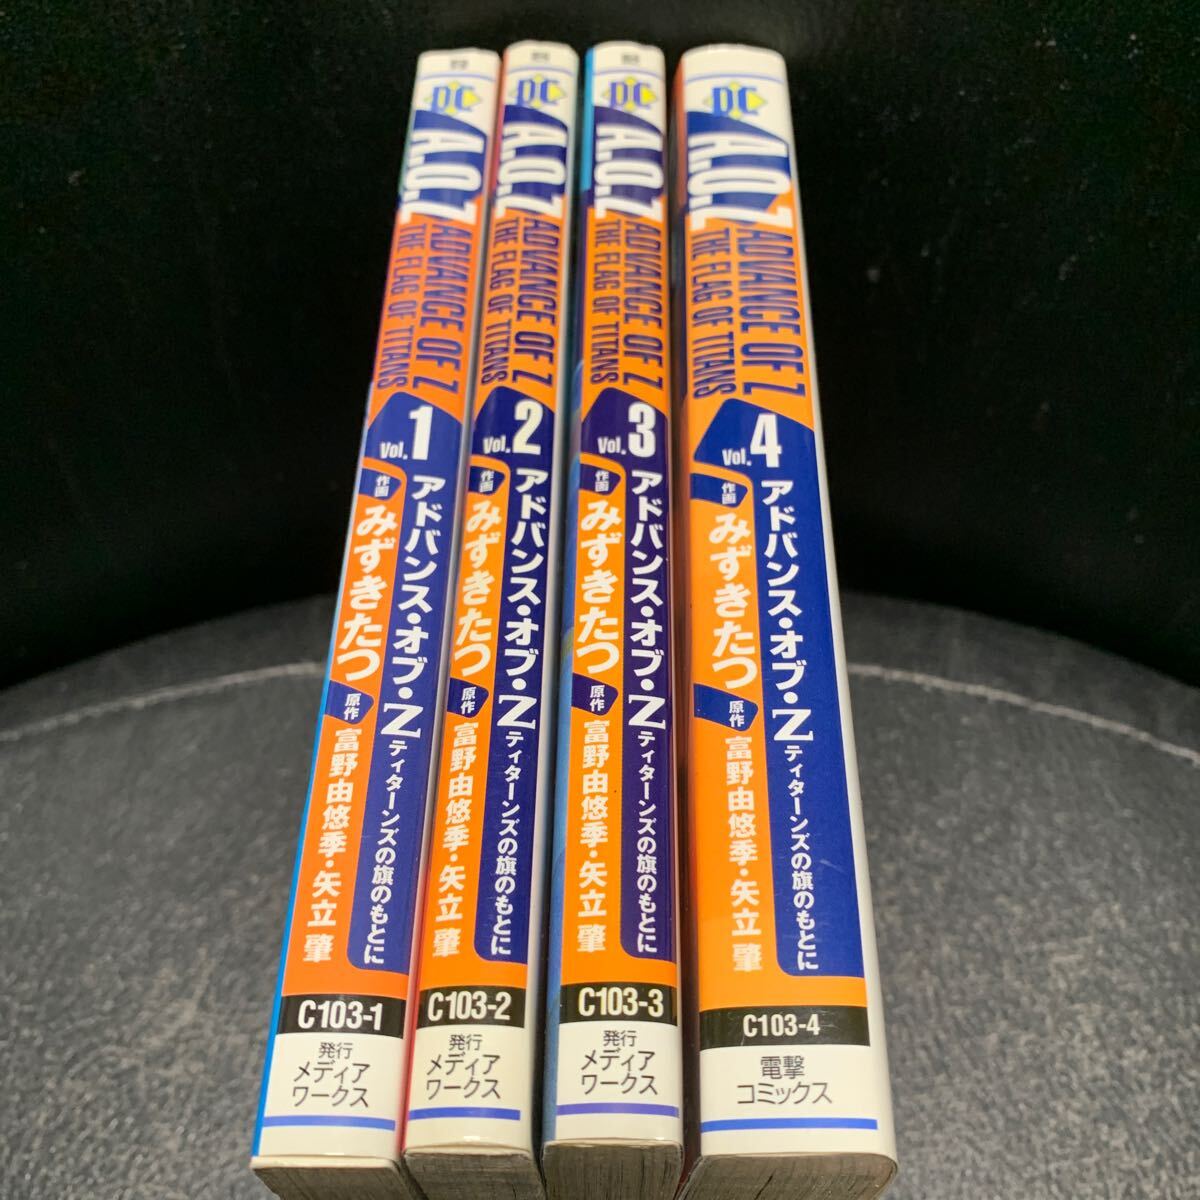 DC
A.O.Z
ADVANCE OF Z
THE FLAG OF TITANS
Vol. 1
アドバンス・オブ・Z
ティターンズの旗のもとに
作画
みずきたつ
原作
富野由悠季・矢立 肇
C103-1
発行
メディア
ワークス
DC
A.O.Z
ADVANCE OF Z
THE FLAG OF TITANS
Vol. 2
アドバンス・オブ・Z
ティターンズの旗のもとに
作画
みずきたつ
原作
富野由悠季・矢立 肇
C103-2
発行
メディア
ワークス
DC
A.O.Z
ADVANCE OF Z
THE FLAG OF TITANS
Vol. 3
アドバンス・オブ・Z
ティターンズの旗のもとに
作画
みずきたつ
原作
富野由悠季・矢立 肇
C103-3
発行
メディア
ワークス
DC
A.O.Z
ADVANCE OF Z
THE FLAG OF TITANS
Vol. 4
アドバンス・オブ・Z
ティターンズの旗のもとに
作画
みずきたつ
原作
富野由悠季・矢立 肇
C103-4
電撃
コミックス